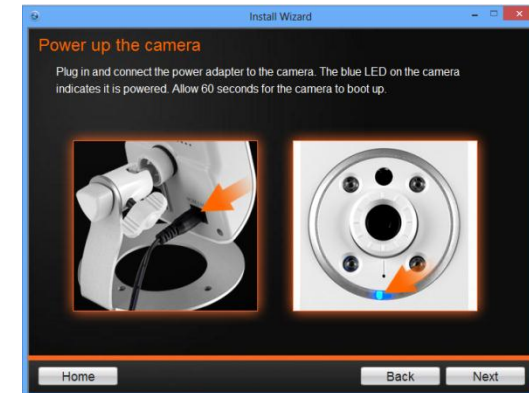 Install Wizard
Power up the camera
Plug in and connect the power adapter to the camera. The blue LED on the camera
indicates it is powered. Allow 60 seconds for the camera to boot up.
Home
Back
Next